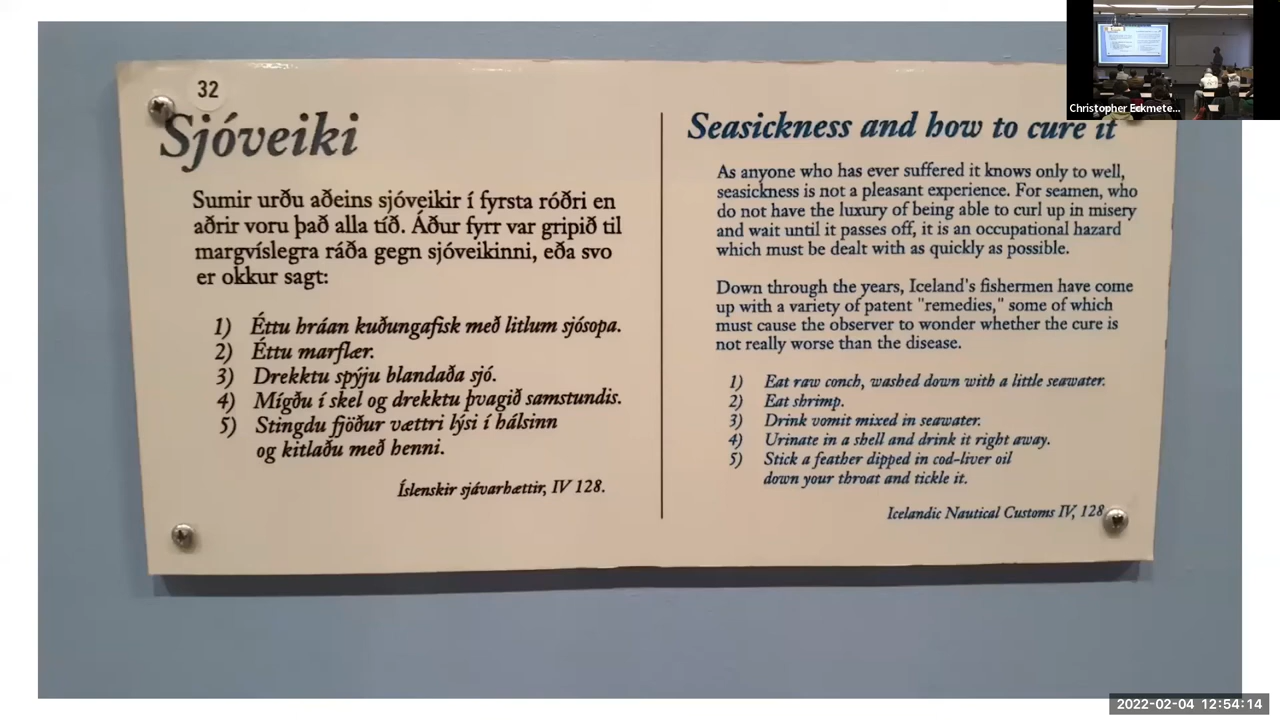 32
Sjóveiki
Sumir urðu aðeins sjóveikir í fyrsta róðri en
aðrir voru það alla tíð. Áður fyrr var gripið til
margvíslegra ráða gegn sjóveikinni, eða svo
er okkur sagt:
1) Éttu hráan kuðungafisk með litlum sjósopa.
2) Éttu marflær.
3) Drekktu spýju blandaða sjó.
4) Mígðu í skel og drekktu þvagið samstundis.
5) Stingdu fjöður vættri lýsi í hálsinn
og kitlaðu með henni.
Íslenskir sjávarhættir, IV 128.
Seasickness and how to cure it
As anyone who has ever suffered it knows only to well,
seasickness is not a pleasant experience. For seamen, who
do not have the luxury of being able to curl up in misery
and wait until it passes off, it is an occupational hazard
which must be dealt with as quickly as possible.
Down through the years, Iceland's fishermen have come
up with a variety of patent "remedies," some of which
must cause the observer to wonder whether the cure is
not really worse than the disease.
1) Eat raw conch, washed down with a little seawater.
2) Eat shrimp.
3) Drink vomit mixed in seawater.
4) Urinate in a shell and drink it right away.
5) Stick a feather dipped in cod-liver oil
down your throat and tickle it.
Icelandic Nautical Customs IV, 128
Christopher Eckmete...
2022-02-04 12:54:14